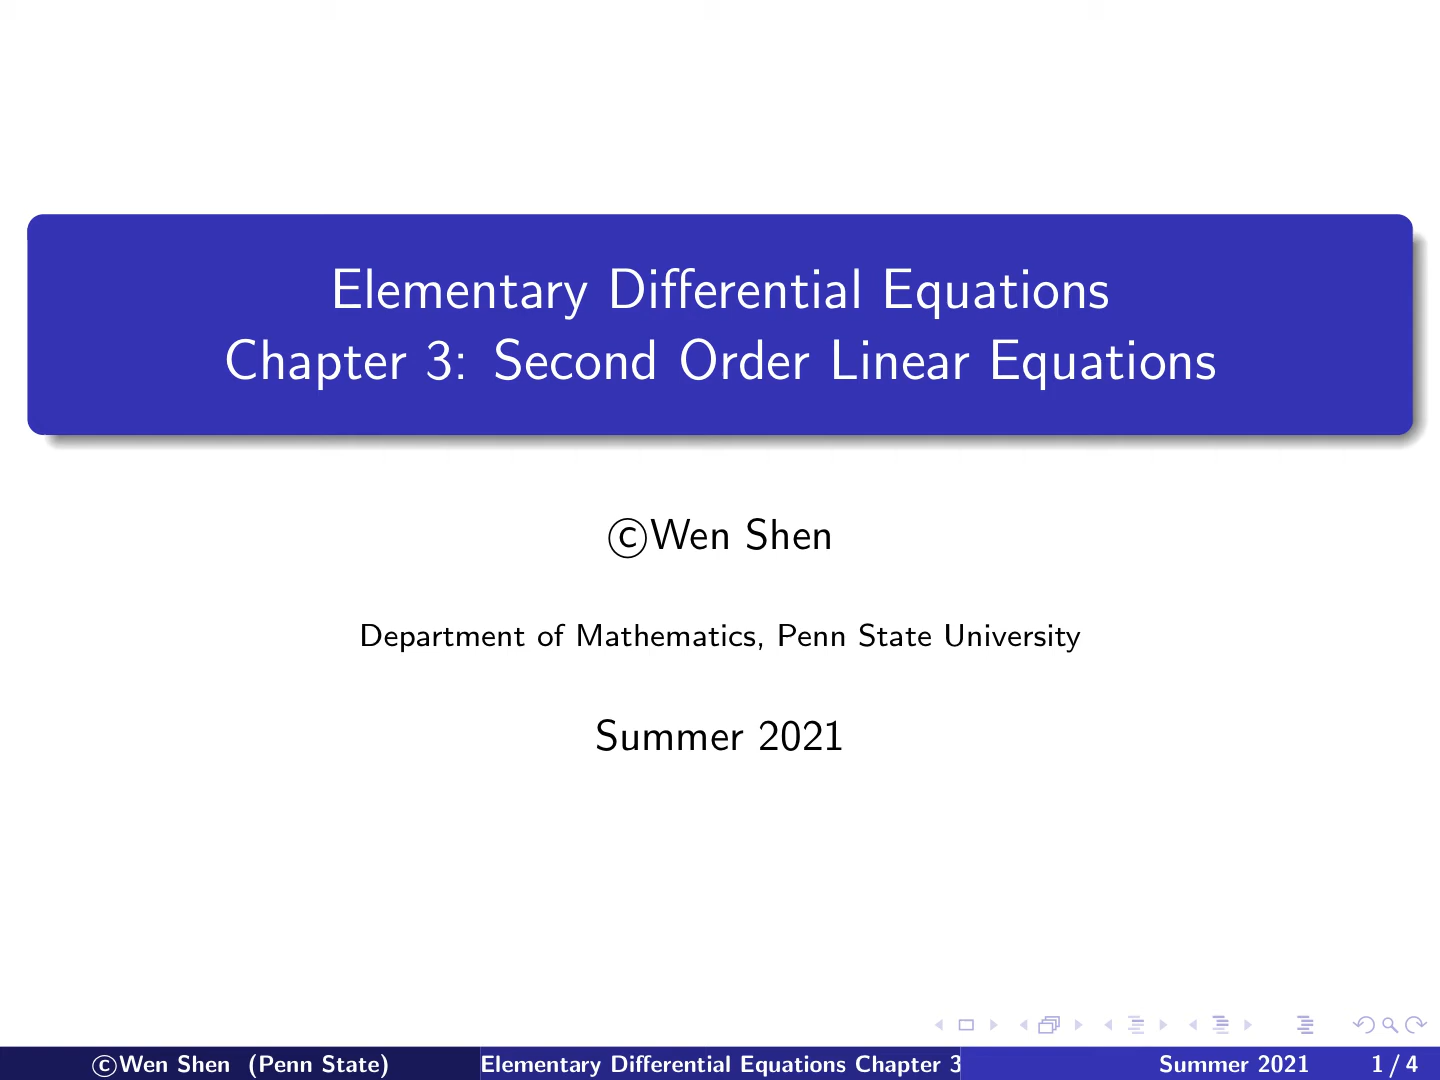 Elementary Differential Equations
Chapter 3: Second Order Linear Equations
©Wen Shen
Department of Mathematics, Penn State University
Summer 2021
©Wen Shen (Penn State) Elementary Differential Equations Chapter 3 Summer 2021 1 / 4